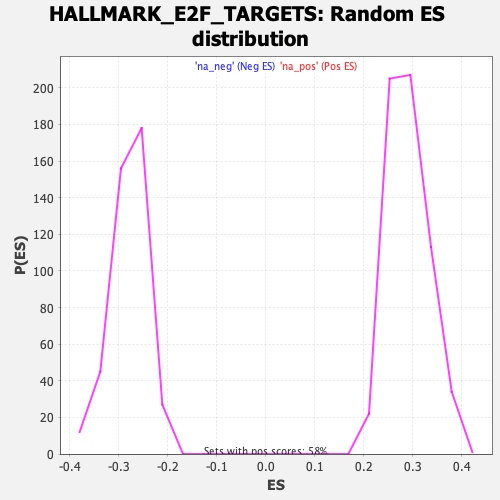 HALLMARK_E2F_TARGETS: Random ES
distribution
'na_neg' (Neg ES) 'na_pos' (Pos ES)
P(ES)
200
180
160
140
120
100
80
60
40
20
0
Sets with pos scores: 58%
-0.4 -0.3 -0.2 -0.1 0.0 0.1 0.2 0.3 0.4
ES